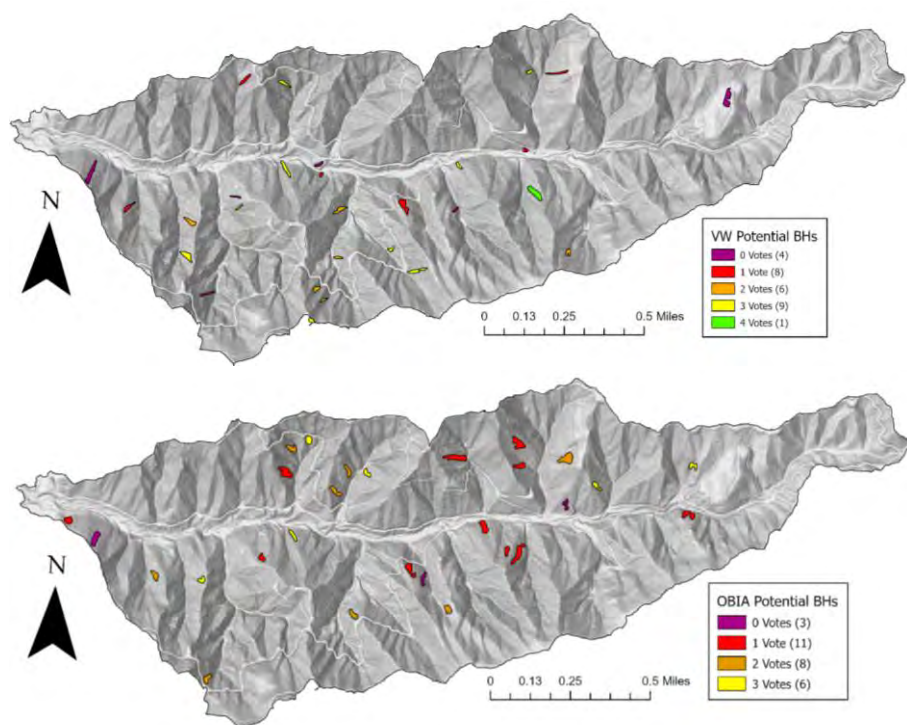 N
VW Potential BHs
0 Votes (4)
1 Vote (8)
2 Votes (6)
3 Votes (9)
4 Votes (1)
0 0.13 0.25 0.5 Miles
N
OBIA Potential BHs
0 Votes (3)
1 Vote (11)
2 Votes (8)
3 Votes (6)
0 0.13 0.25 0.5 Miles